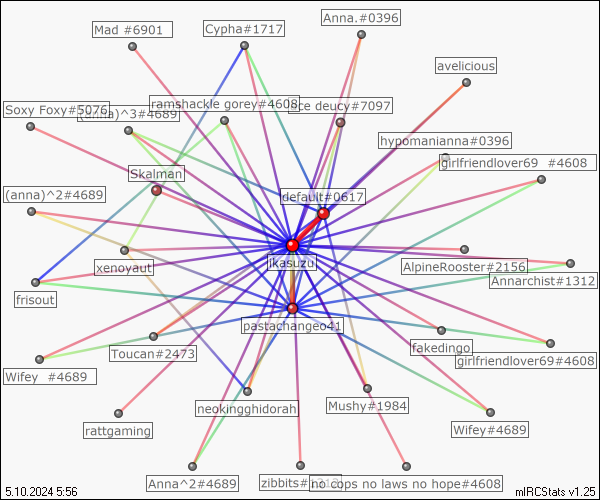 Mad #6901
Cypha#1717
Anna.#0396
avelicious
Soxy Foxy#5076
(anna)^3#4689
ramshackle gorey#4608
ice deucy#7097
hypomanianna#0396
girlfriendlover69 #4608
Skalman
(anna)^2#4689
default#0617
xenoyaut
jkasuzu
AlpineRooster#2156
Annarchist#1312
frisout
pastachangeo41
Toucan#2473
fakedingo
girlfriendlover69#4608
Wifey #4689
neokingghidorah
Mushy#1984
rattgaming
Wifey#4689
Anna^2#4689
zibbits
no cops no laws no hope#4608
5.10.2024 5:56
mIRCStats v1.25